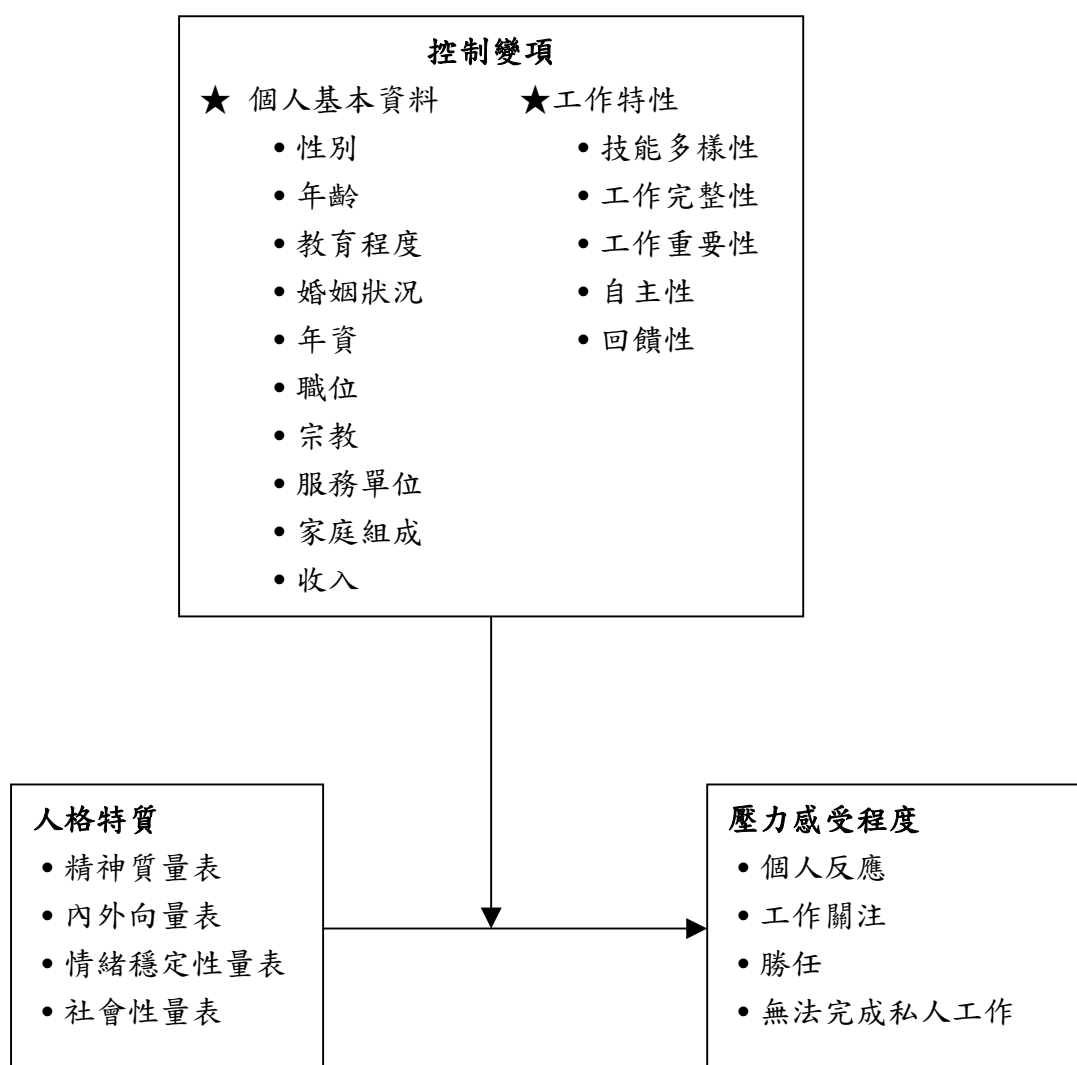 控制變項
★ 個人基本資料
• 性別
• 年齡
• 教育程度
• 婚姻狀況
• 年資
• 職位
• 宗教
• 服務單位
• 家庭組成
• 收入
★工作特性
• 技能多樣性
• 工作完整性
• 工作重要性
• 自主性
• 回饋性
人格特質
• 精神質量表
• 內外向量表
• 情緒穩定性量表
• 社會性量表
壓力感受程度
• 個人反應
• 工作關注
• 勝任
• 無法完成私人工作